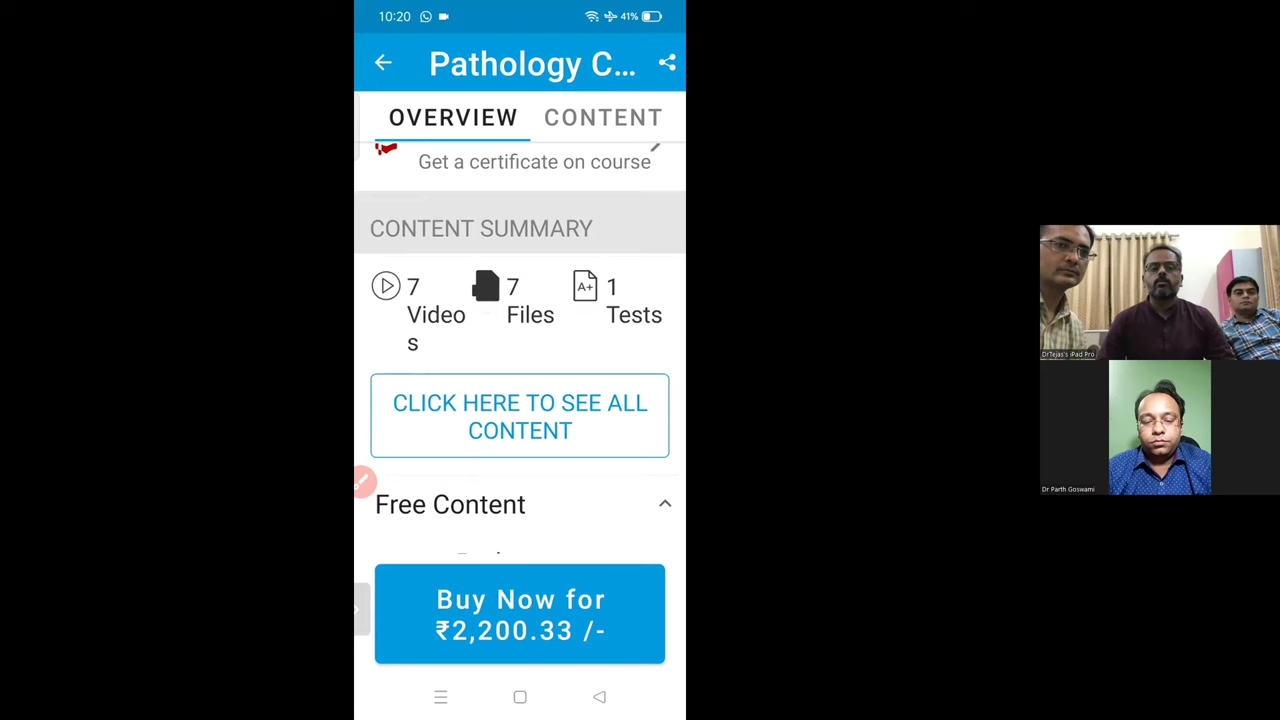 10:20
41%
Pathology C...
OVERVIEW CONTENT
Get a certificate on course
CONTENT SUMMARY
7 Videos
7 Files
A+
1 Tests
CLICK HERE TO SEE ALL
CONTENT
Free Content
Buy Now for
₹2,200.33 /-
DrTejas's iPad Pro
Dr Parth Goswami